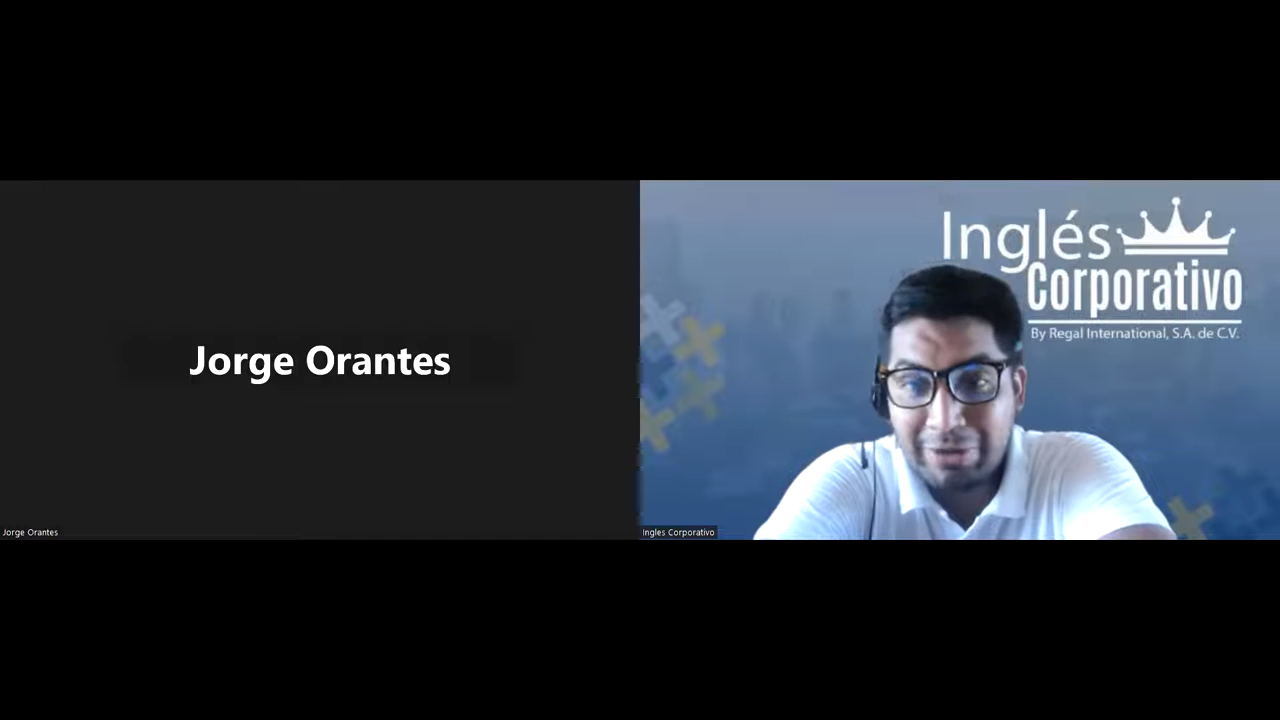 Jorge Orantes
Jorge Orantes
Inglés
Corporativo
By Regal International, S.A. de C.V.
Ingles Corporativo